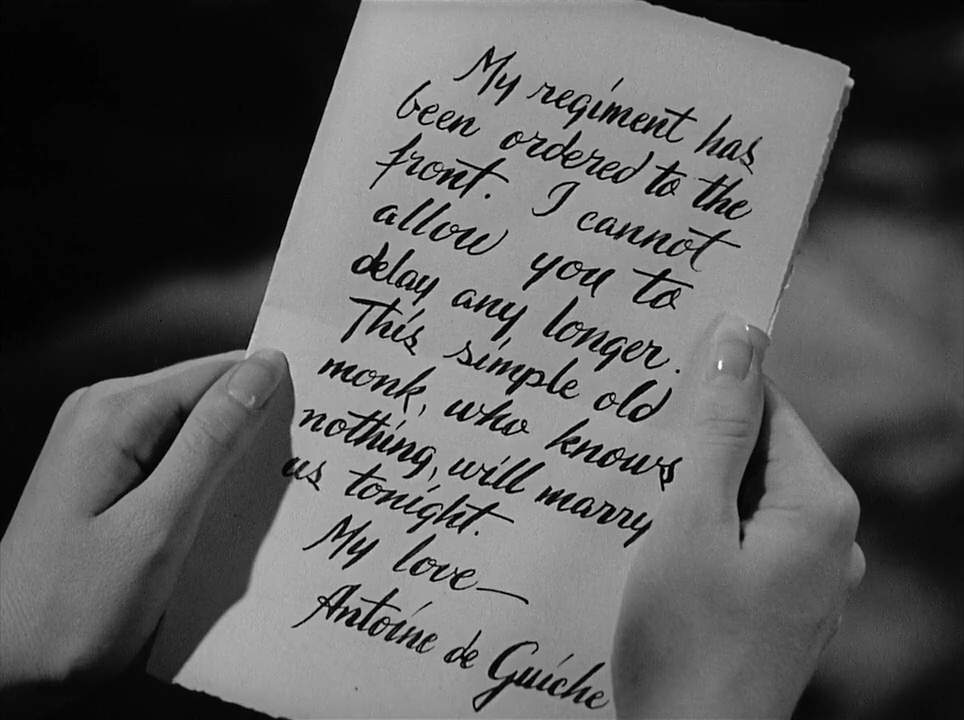 My regiment has
been ordered to the
front. I cannot
allow you to
delay any longer.
This simple old
monk, who knows
nothing, will marry
us tonight.
My love—
Antoine de Guiche